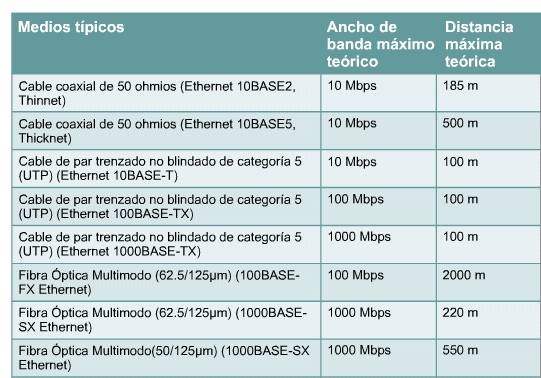 Medios típicos
Ancho de
banda máximo
teórico
Distancia
máxima
teórica
Cable coaxial de 50 ohmios (Ethernet 10BASE2,
Thinnet)
10 Mbps
185 m
Cable coaxial de 50 ohmios (Ethernet 10BASE5,
Thicknet)
10 Mbps
500 m
Cable de par trenzado no blindado de categoría 5
(UTP) (Ethernet 10BASE-T)
10 Mbps
100 m
Cable de par trenzado no blindado de categoría 5
(UTP) (Ethernet 100BASE-TX)
100 Mbps
100 m
Cable de par trenzado no blindado de categoría 5
(UTP) (Ethernet 1000BASE-TX)
1000 Mbps
100 m
Fibra Óptica Multimodo (62.5/125µm) (100BASE-
FX Ethernet)
100 Mbps
2000 m
Fibra Óptica Multimodo (62.5/125µm) (1000BASE-
SX Ethernet)
1000 Mbps
220 m
Fibra Óptica Multimodo(50/125µm) (1000BASE-SX
Ethernet)
1000 Mbps
550 m